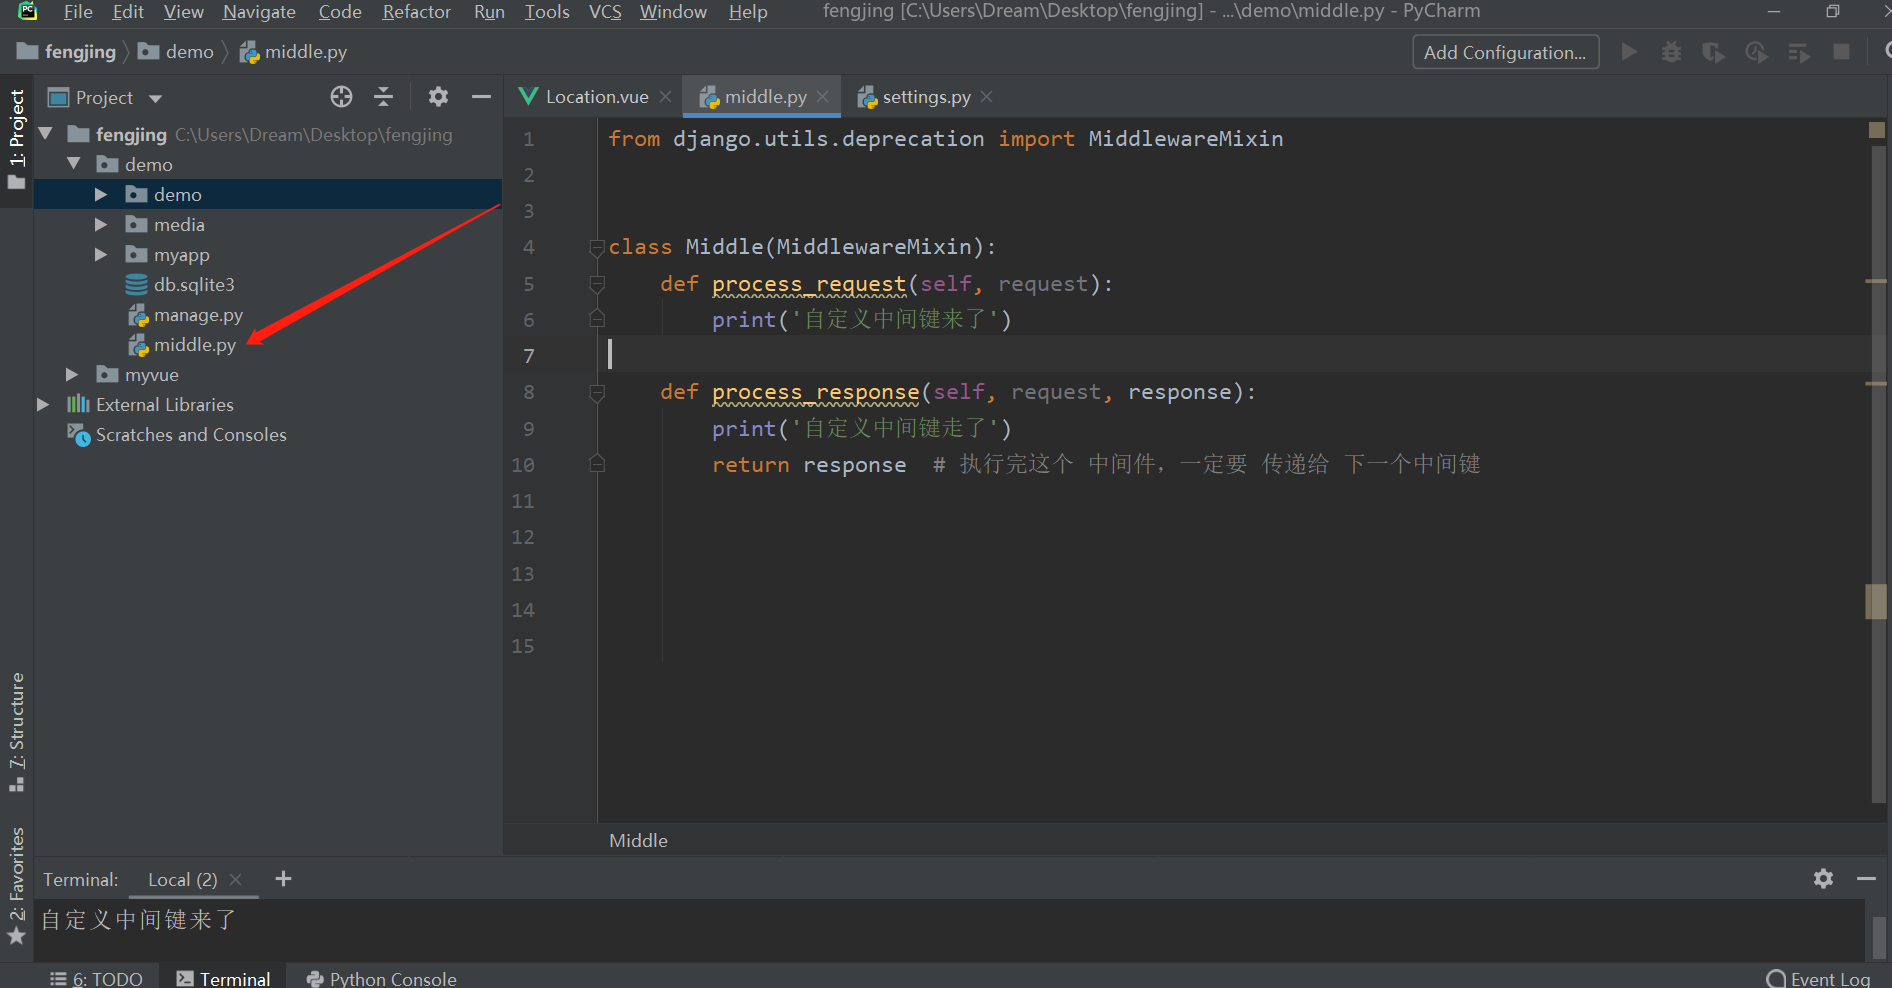 File Edit View Navigate Code Refactor Run Tools VCS Window Help fengjing [C:\Users\Dream\Desktop\fengjing] - ...\demo\middle.py - PyCharm
fengjing demo middle.py Add Configuration...
1: Project
Project
fengjing C:\Users\Dream\Desktop\fengjing
demo
demo
media
myapp
db.sqlite3
manage.py
middle.py
myvue
External Libraries
Scratches and Consoles
Location.vue middle.py settings.py
1 from django.utils.deprecation import MiddlewareMixin
2
3
4 class Middle(MiddlewareMixin):
5 def process_request(self, request):
6 print('自定义中间键来了')
7
8 def process_response(self, request, response):
9 print('自定义中间键走了')
10 return response # 执行完这个 中间件，一定要 传递给 下一个中间键
11
12
13
14
15
Middle
7: Structure
2: Favorites
Terminal: Local (2)
自定义中间键来了
6: TODO Terminal Python Console Event Log